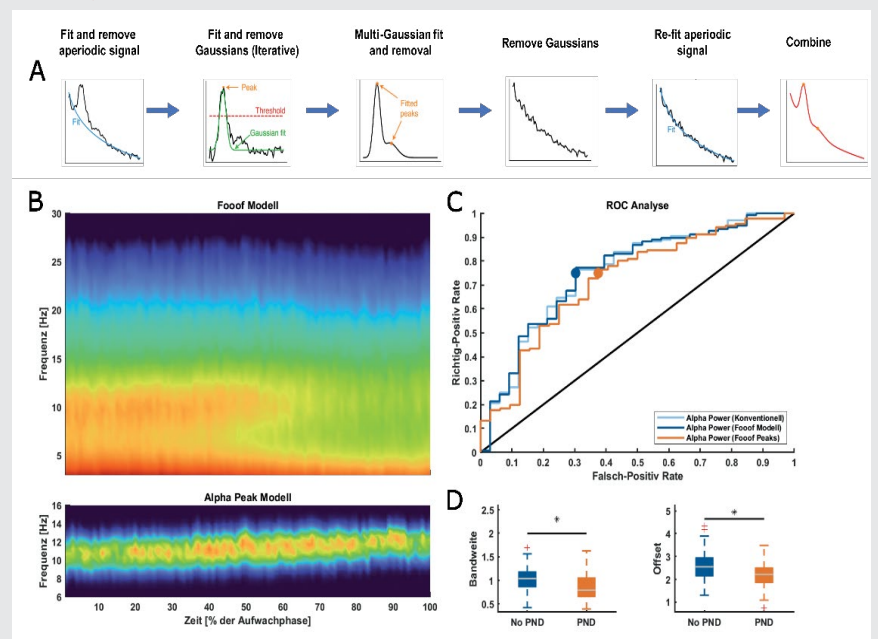 Fit and remove
aperiodic signal
Fit and remove
Gaussians (Iterative)
Multi-Gaussian fit
and removal
Remove Gaussians
Re-fit aperiodic
signal
Combine
A
Fit
Peak
Threshold
Gaussian fit
Fitted
peaks
Fit
B
Fooof Modell
30
25
20
15
10
5
Frequenz [Hz]
Alpha Peak Modell
16
14
12
10
8
6
Frequenz [Hz]
10 20 30 40 50 60 70 80 90 100
Zeit [% der Aufwachphase]
C
ROC Analyse
1
0.9
0.8
0.7
0.6
0.5
0.4
0.3
0.2
0.1
0
Richtig-Positiv Rate
0 0.1 0.2 0.3 0.4 0.5 0.6 0.7 0.8 0.9 1
Falsch-Positiv Rate
Alpha Power (Konventionell)
Alpha Power (Fooof Modell)
Alpha Power (Fooof Peaks)
D
2.5
2
1.5
1
0.5
Bandweite
*
No PND PND
5
4
3
2
1
Offset
*
No PND PND